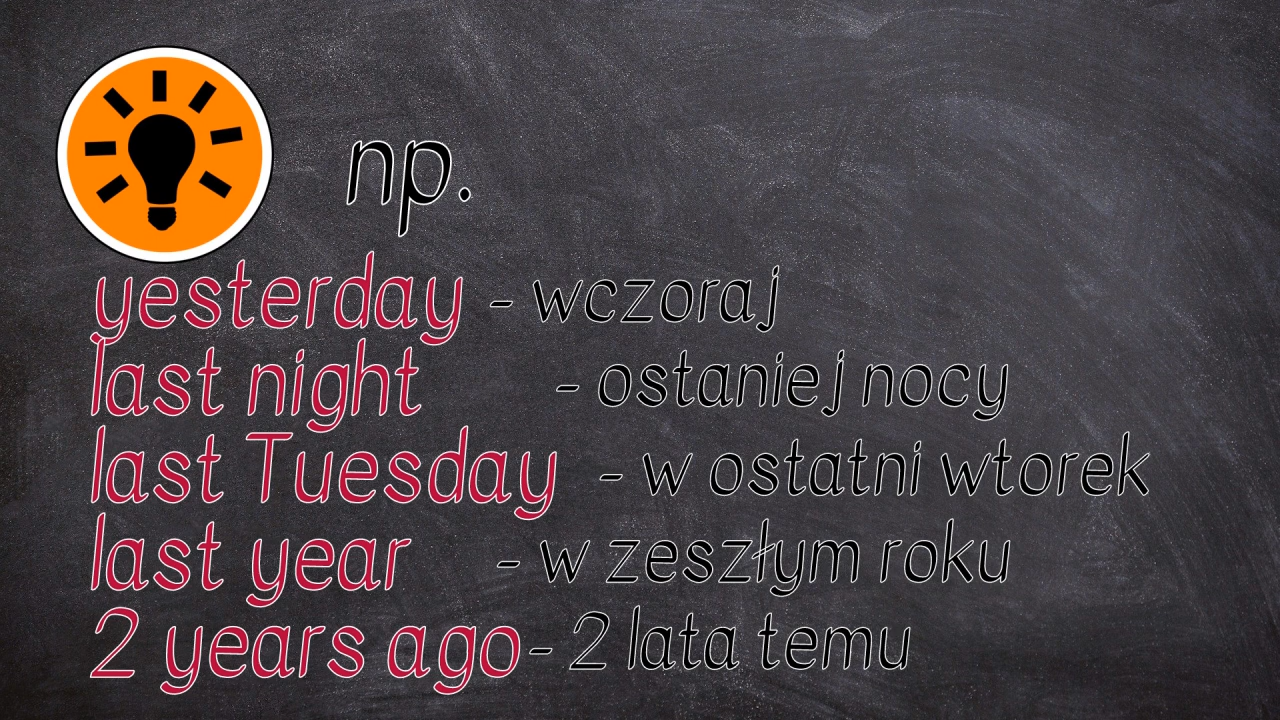 np.
yesterday - wczoraj
last night - ostaniej nocy
last Tuesday - w ostatni wtorek
last year - w zeszłym roku
2 years ago - 2 lata temu